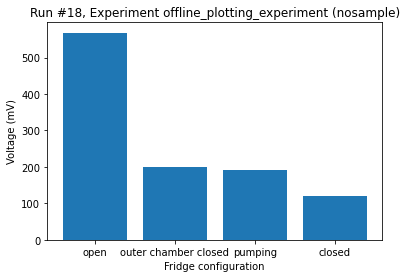 Run #18, Experiment offline_plotting_experiment (nosample)
500
400
300
200
100
0
Voltage (mV)
open outer chamber closed pumping closed
Fridge configuration